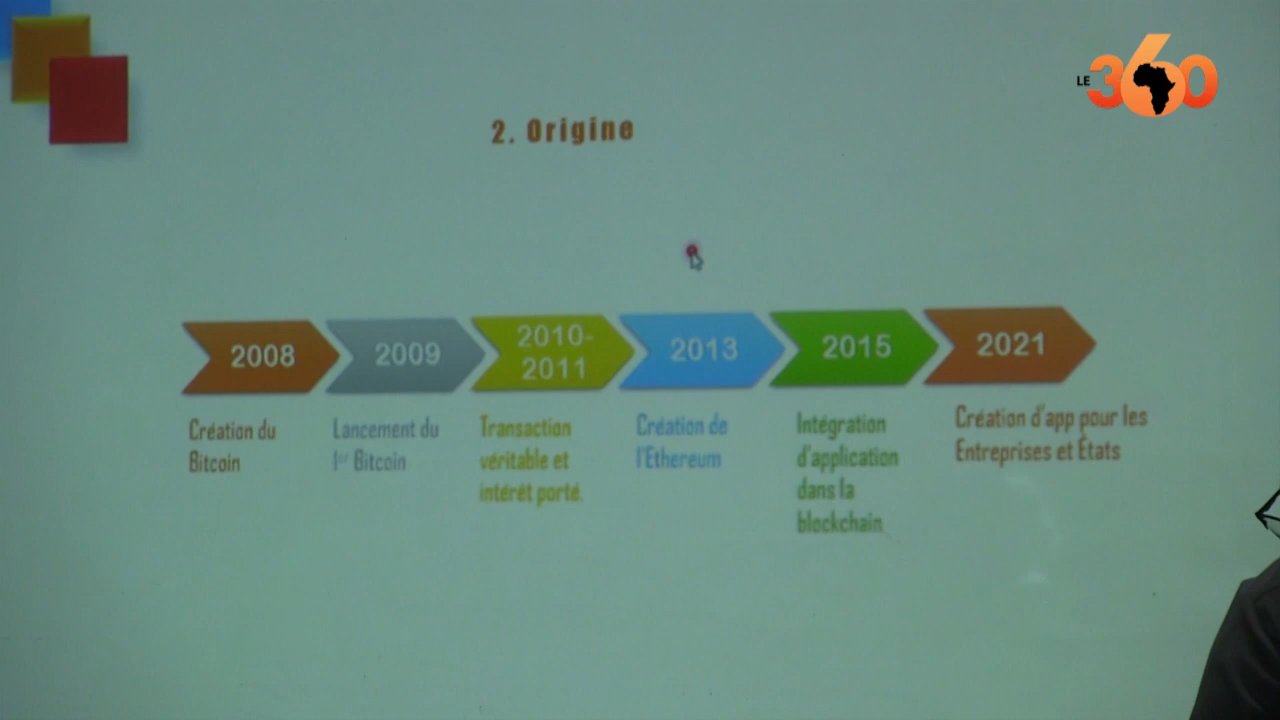 LE 360
2. Origine
2008
2009
2010-
2011
2013
2015
2021
Création du
Bitcoin
Lancement du
1er Bitcoin
Transaction
véritable et
intérêt porté.
Création de
l'Ethereum
Intégration
d'application
dans la
blockchain
Création d'app pour les
Entreprises et États